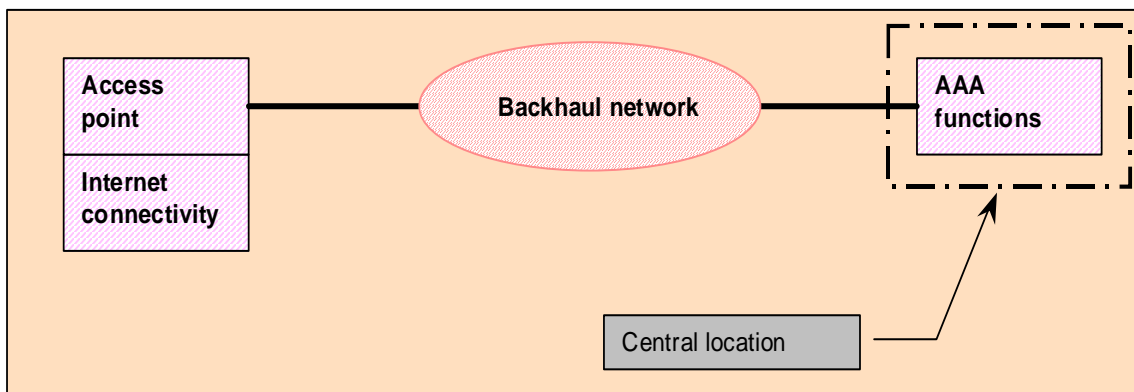 Access
point
Internet
connectivity
Backhaul network
AAA
functions
Central location